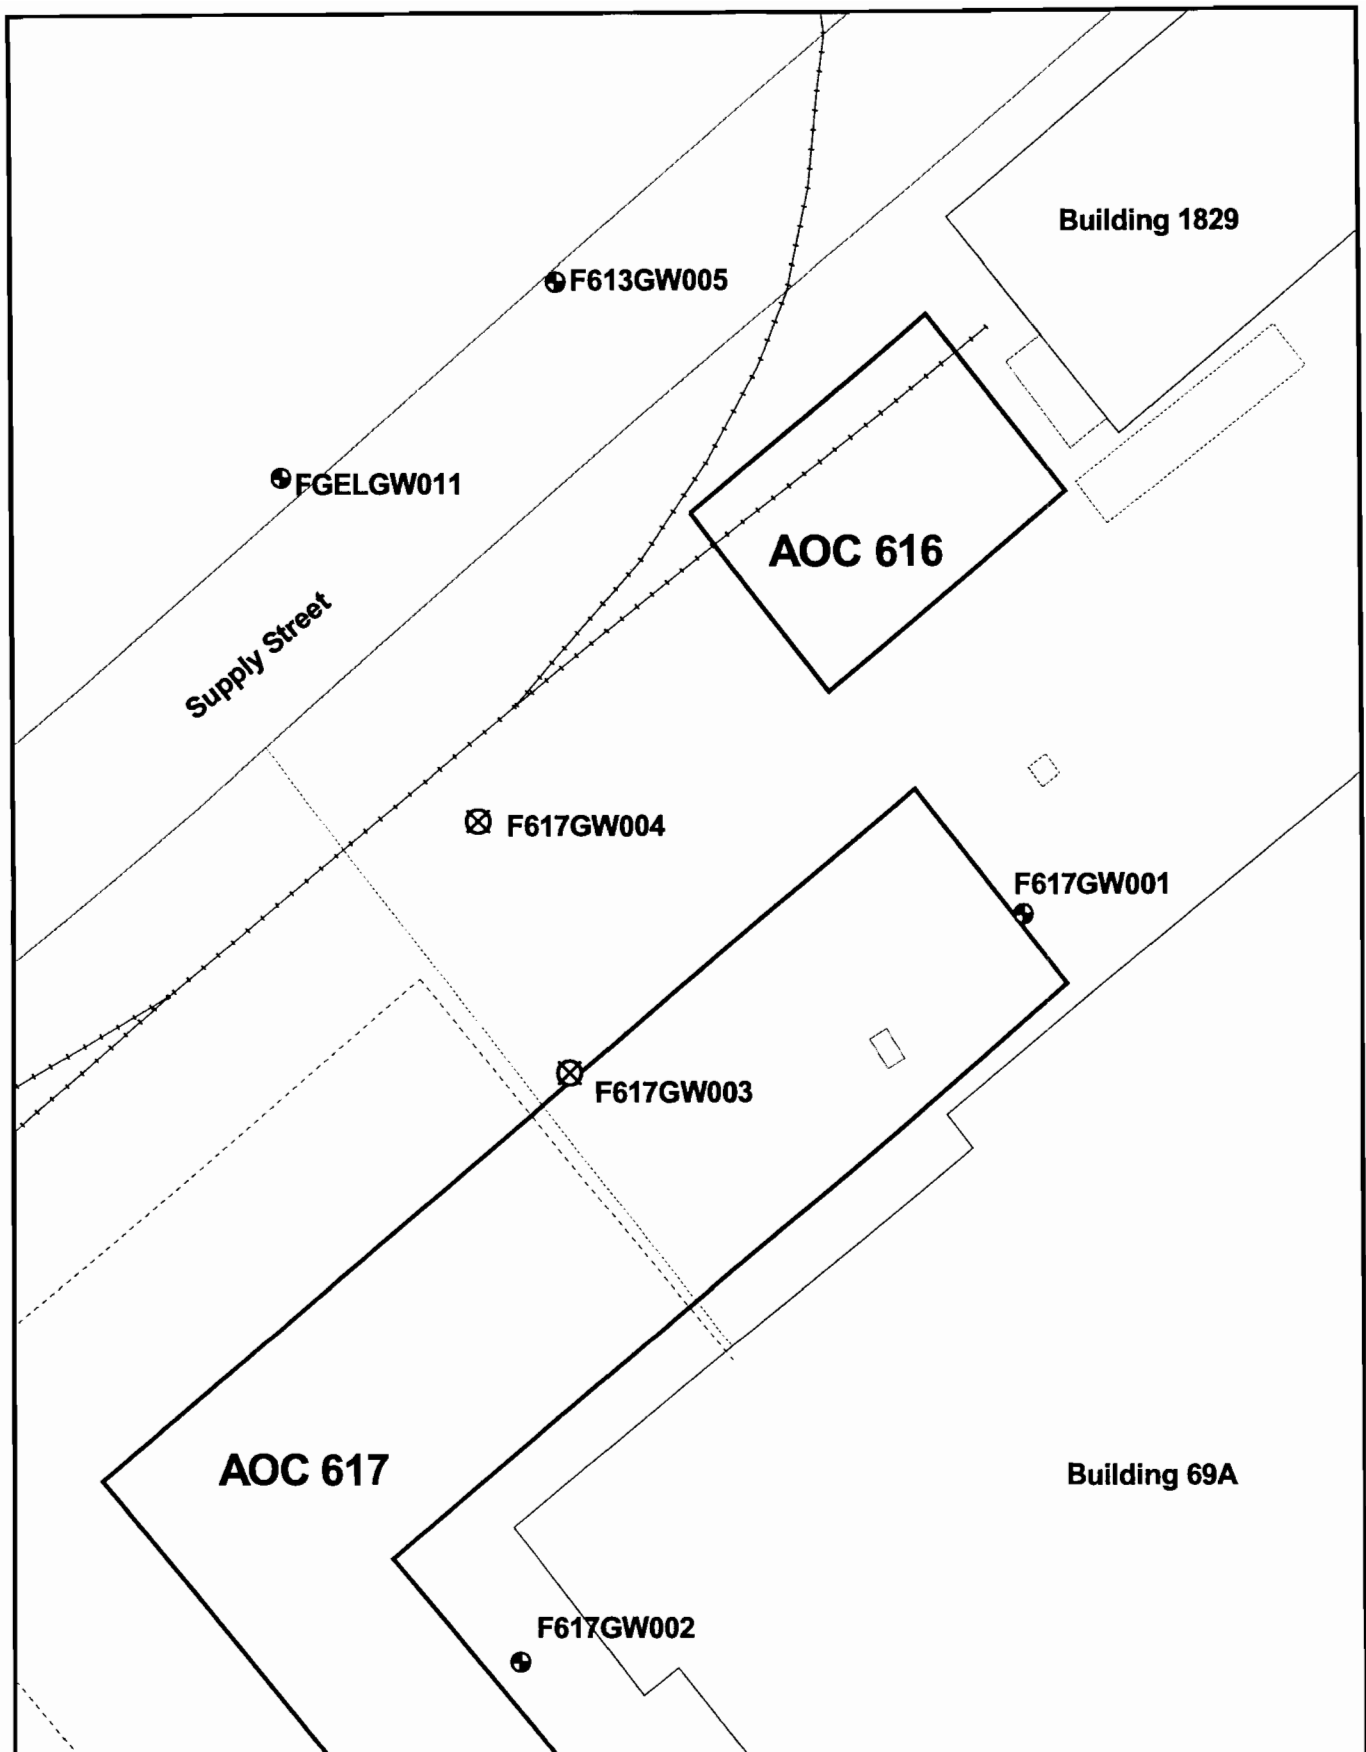 Building 1829
F613GW005
FGELGW011
AOC 616
Supply Street
F617GW004
F617GW001
F617GW003
AOC 617
Building 69A
F617GW002